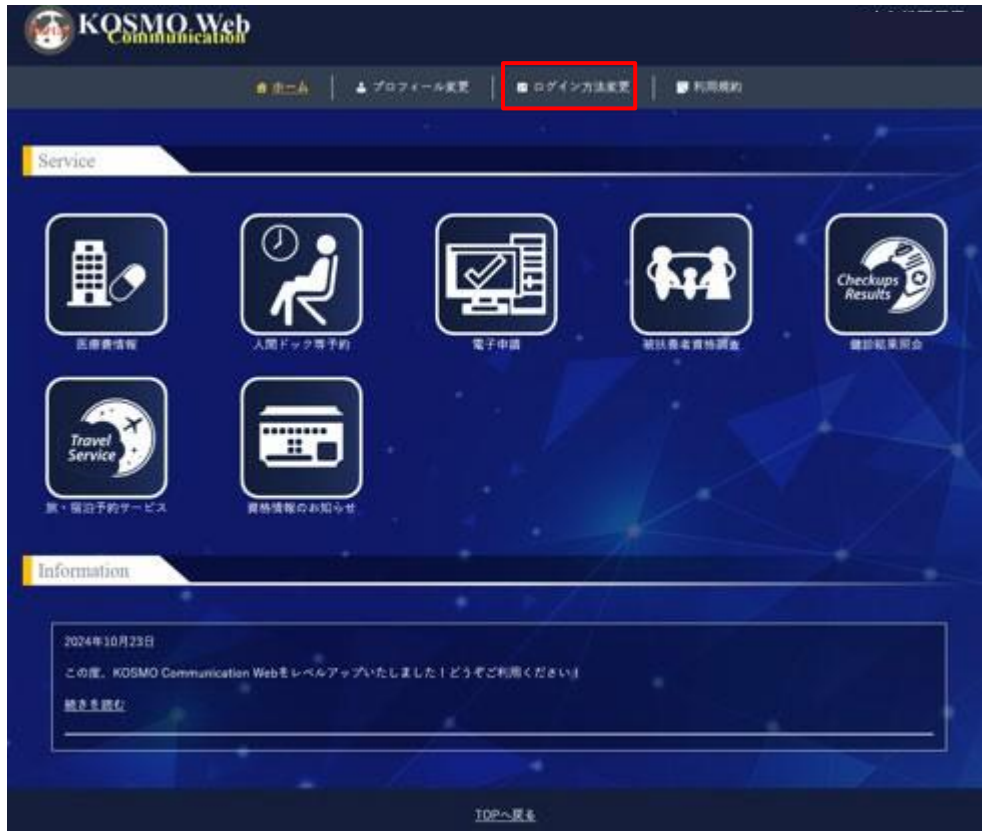 KOSMO Web
Communication
ホーム
プロフィール変更
ログイン方法変更
利用規約
Service
医療費情報
人間ドック等予約
電子申請
被扶養者資格調査
Checkups
Results
健診結果照会
Travel
Service
旅・宿泊予約サービス
資格情報のお知らせ
Information
2024年10月23日
この度、KOSMO Communication Webをレベルアップいたしました！どうぞご利用ください！
続きを読む
TOPへ戻る